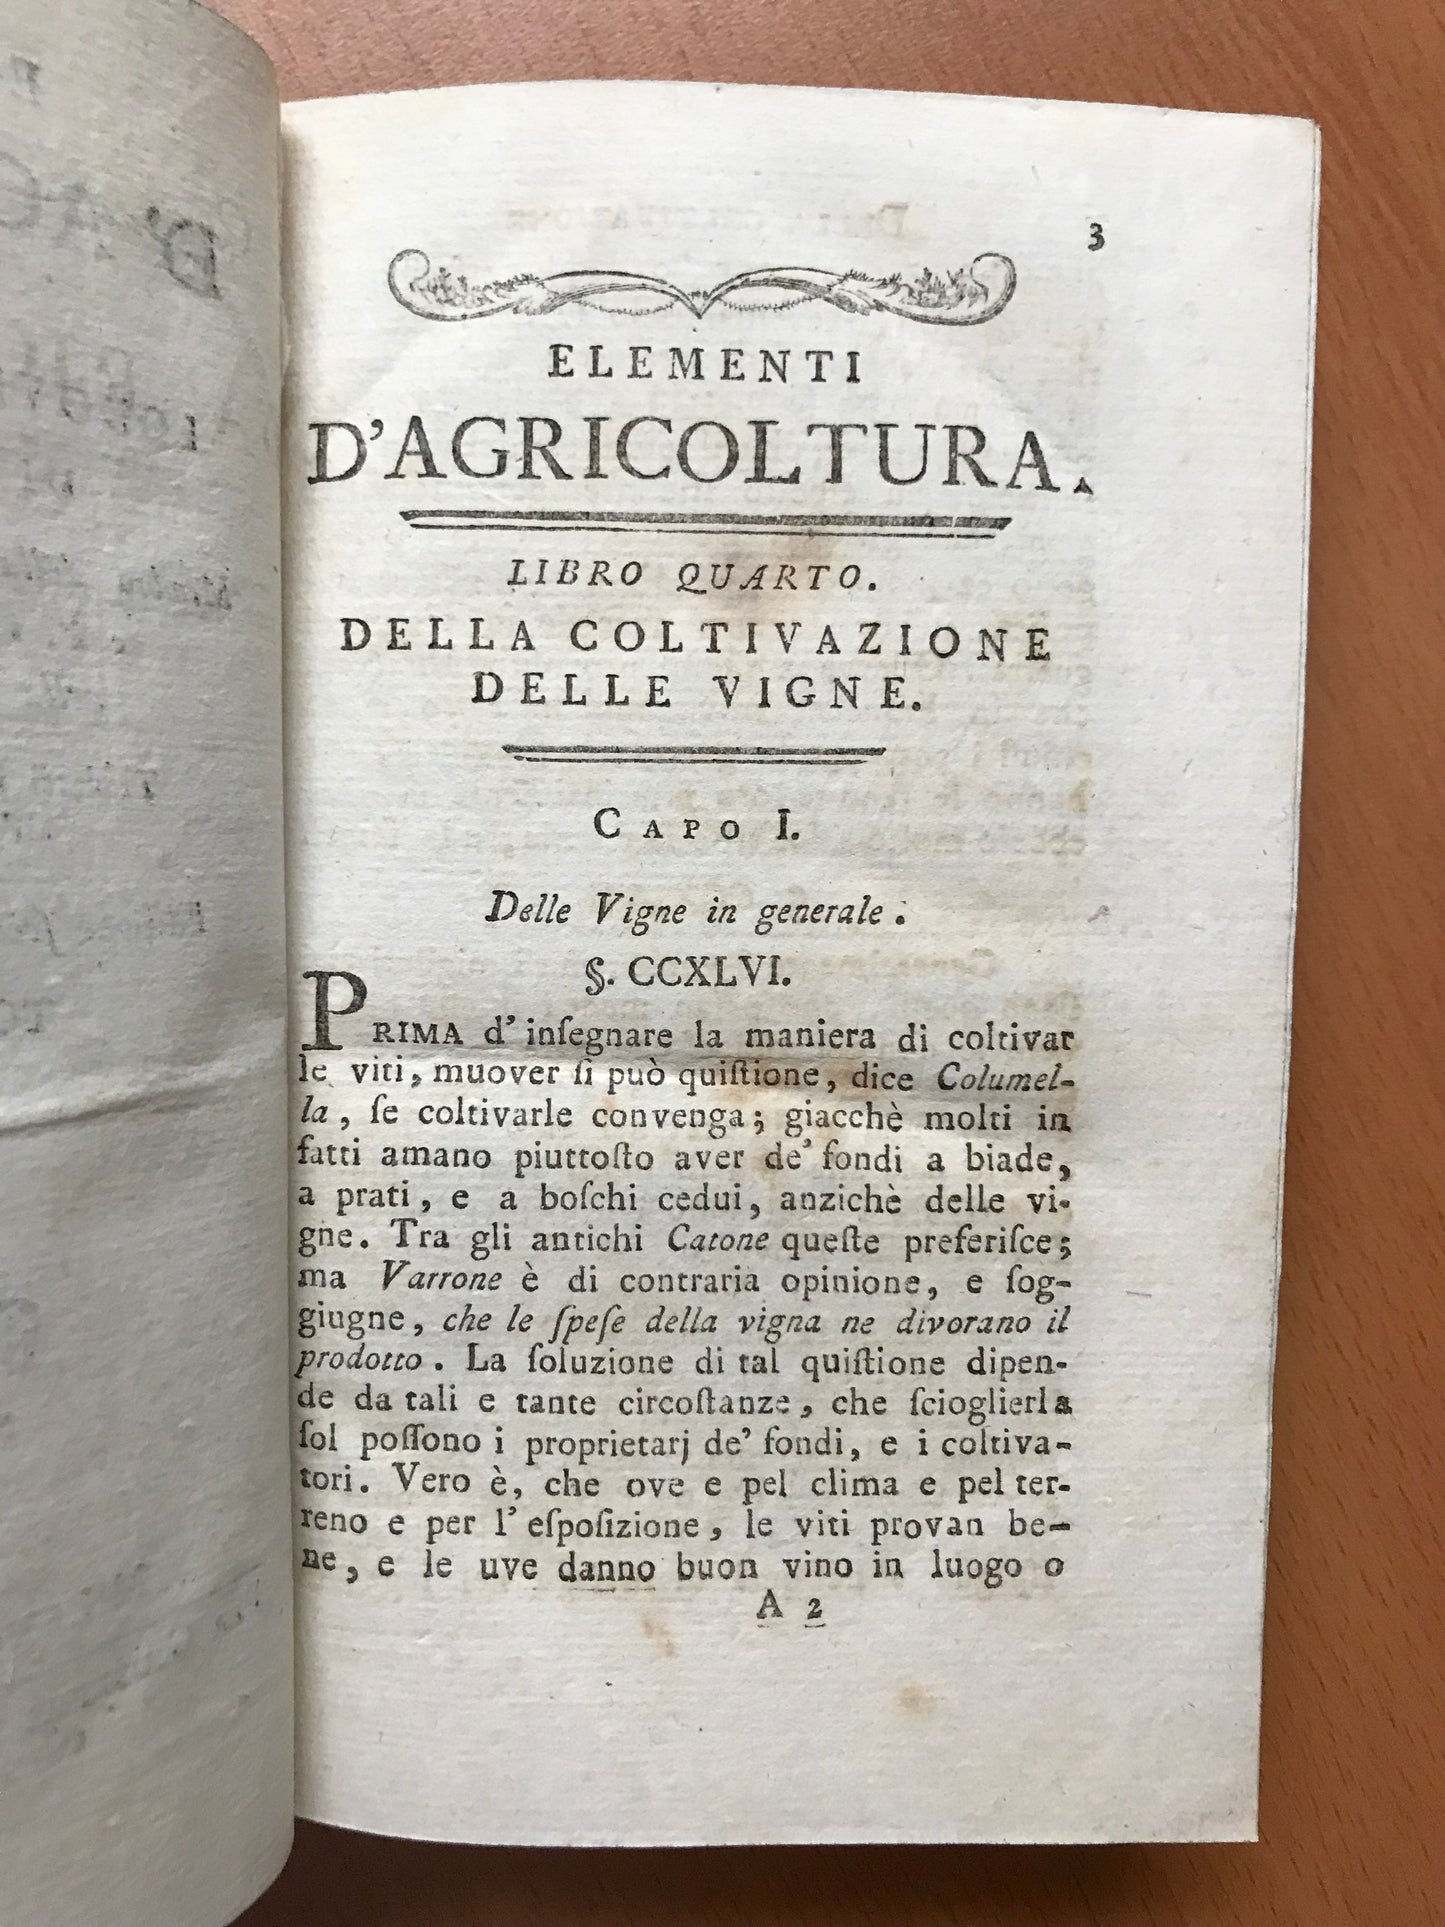 3
ELEMENTI
D'AGRICOLTURA.
LIBRO QUARTO.
DELLA COLTIVAZIONE
DELLE VIGNE.
CAPO I.
Delle Vigne in generale.
§. CCXLVI.
PRIMA d' inſegnare la maniera di coltivar
le viti, muover ſi può quiſtione, dice Columel-
la, ſe coltivarle convenga; giacchè molti in
fatti amano piuttoſto aver de' fondi a biade,
a prati, e a boſchi cedui, anzichè delle vi-
gne. Tra gli antichi Catone queſte preferiſce;
ma Varrone è di contraria opinione, e ſog-
giugne, che le ſpeſe della vigna ne divorano il
prodotto. La ſoluzione di tal quiſtione dipen-
de da tali e tante circoſtanze, che ſcioglierla
ſol poſſono i proprietarj de' fondi, e i coltiva-
tori. Vero è, che ove e pel clima e pel ter-
reno e per l' eſpoſizione, le viti provan be-
ne, e le uve danno buon vino in luogo o
A 2